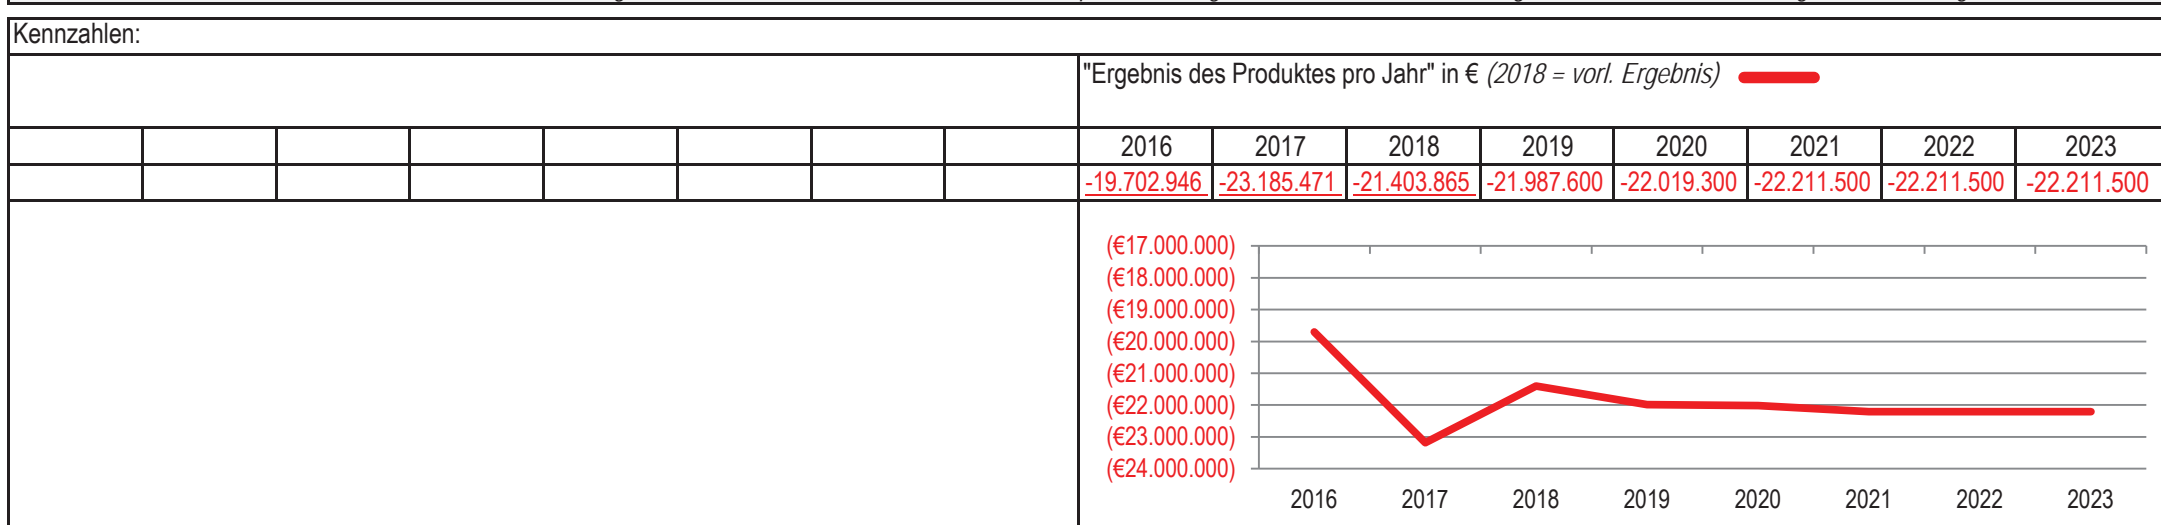 Kennzahlen:
"Ergebnis des Produktes pro Jahr" in € (2018 = vorl. Ergebnis)
2016 2017 2018 2019 2020 2021 2022 2023
-19.702.946 -23.185.471 -21.403.865 -21.987.600 -22.019.300 -22.211.500 -22.211.500 -22.211.500
(€17.000.000)
(€18.000.000)
(€19.000.000)
(€20.000.000)
(€21.000.000)
(€22.000.000)
(€23.000.000)
(€24.000.000)
2016 2017 2018 2019 2020 2021 2022 2023